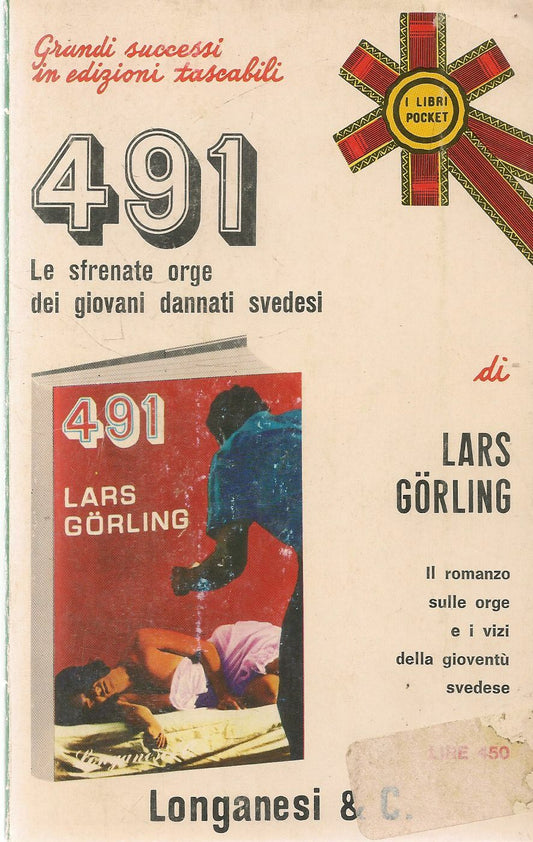 Grandi successi
in edizioni tascabili
I LIBRI
POCKET
491
Le sfrenate orge
dei giovani dannati svedesi
di
LARS
GÖRLING
491
LARS
GÖRLING
Il romanzo
sulle orge
e i vizi
della gioventù
svedese
Longanesi
LIRE 450
Longanesi & C.